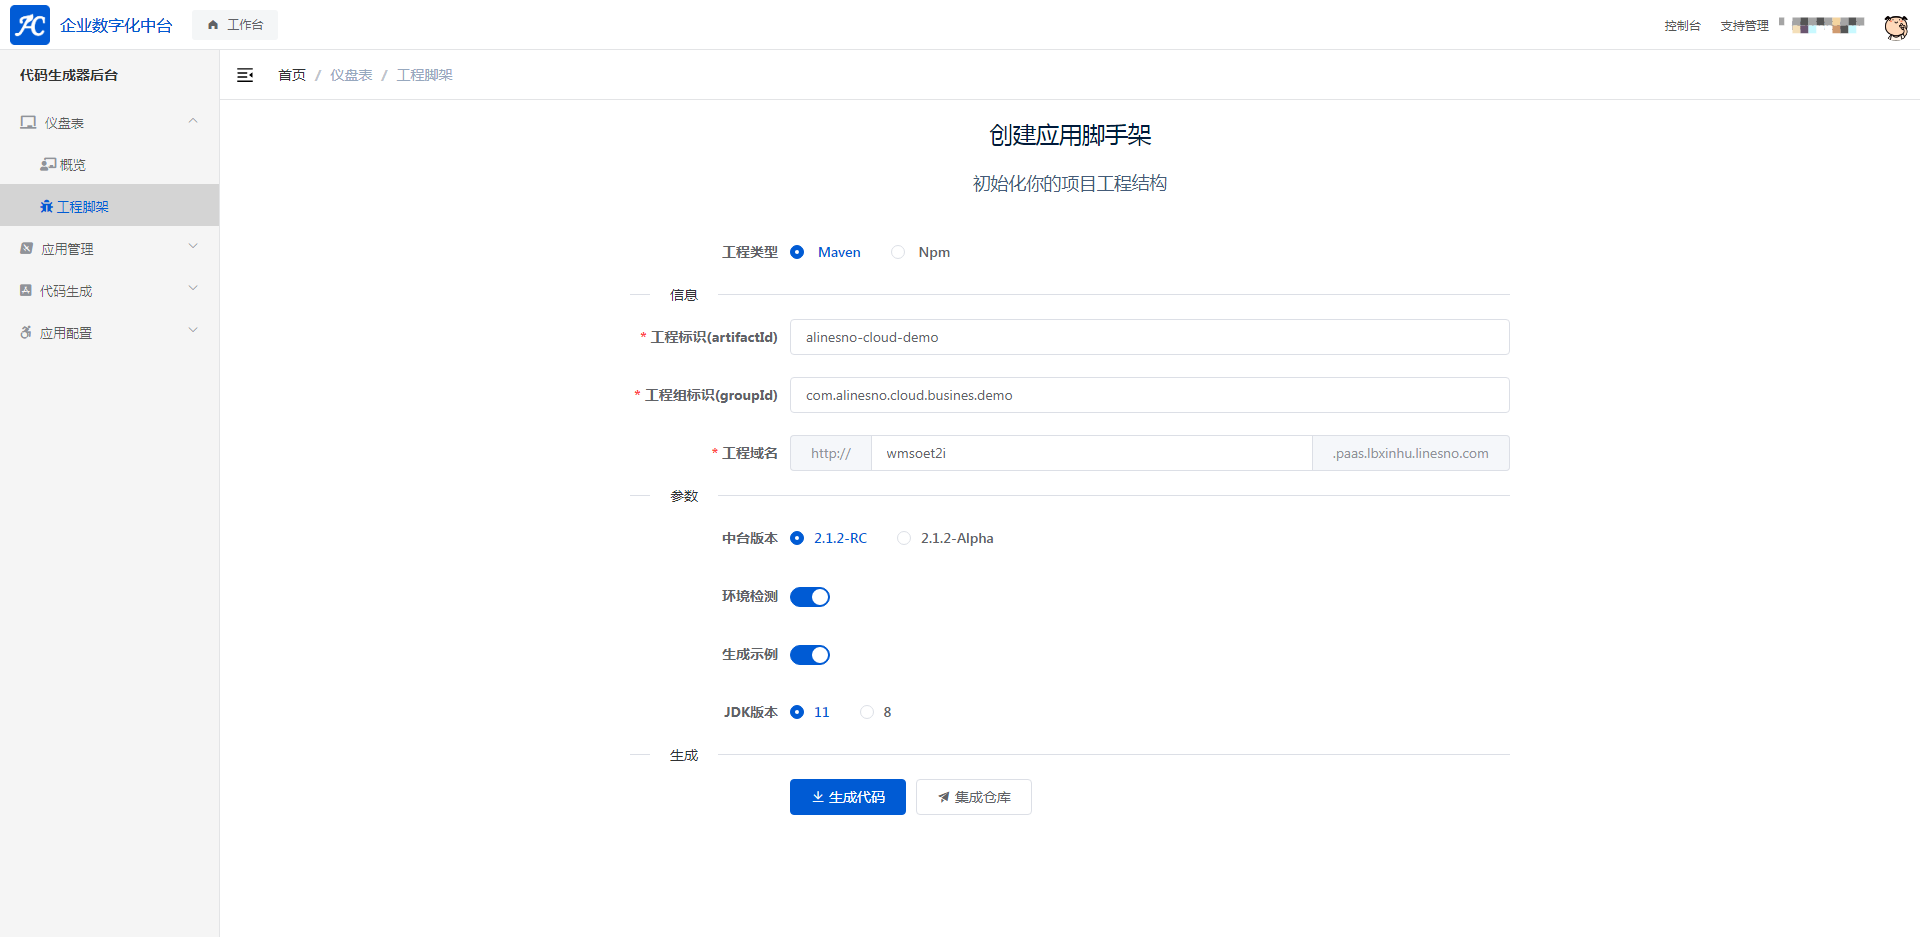 企业数字化中台
工作台
控制台
支持管理
代码生成器后台
首页 / 仪盘表 / 工程脚架
仪盘表
概览
工程脚架
应用管理
代码生成
应用配置
创建应用脚手架
初始化你的项目工程结构
工程类型 Maven Npm
信息
* 工程标识(artifactId) alinesno-cloud-demo
* 工程组标识(groupId) com.alinesno.cloud.busines.demo
* 工程域名 http:// wmsoet2i .paas.lbxinhu.linesno.com
参数
中台版本 2.1.2-RC 2.1.2-Alpha
环境检测
生成示例
JDK版本 11 8
生成
生成代码 集成仓库